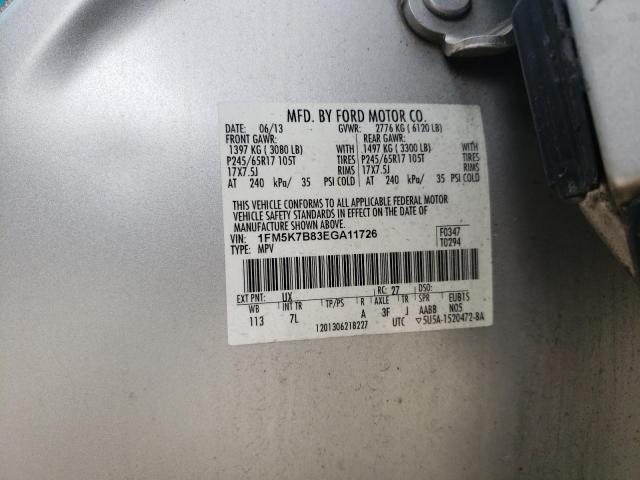 MFD. BY FORD MOTOR CO.
DATE: 06/13 GVWR: 2776 KG ( 6120 LB)
FRONT GAWR: REAR GAWR:
1397 KG ( 3080 LB) WITH 1497 KG ( 3300 LB) WITH
P245/65R17 105T TIRES P245/65R17 105T TIRES
17X7.5J RIMS 17X7.5J RIMS
AT 240 kPa/ 35 PSI COLD AT 240 kPa/ 35 PSI COLD
THIS VEHICLE CONFORMS TO ALL APPLICABLE FEDERAL MOTOR
VEHICLE SAFETY STANDARDS IN EFFECT ON THE DATE OF
MANUFACTURE SHOWN ABOVE.
VIN: 1FM5K7B83EGA11726 F0347
TYPE: MPV T0294
EXT PNT: UX RC: 27 DSO:
WB INT TR TP/PS R AXLE TR SPR EUB15
113 7L A 3F J AABB N05
1201306218227 UTC ▽5U5A-1520472-8A